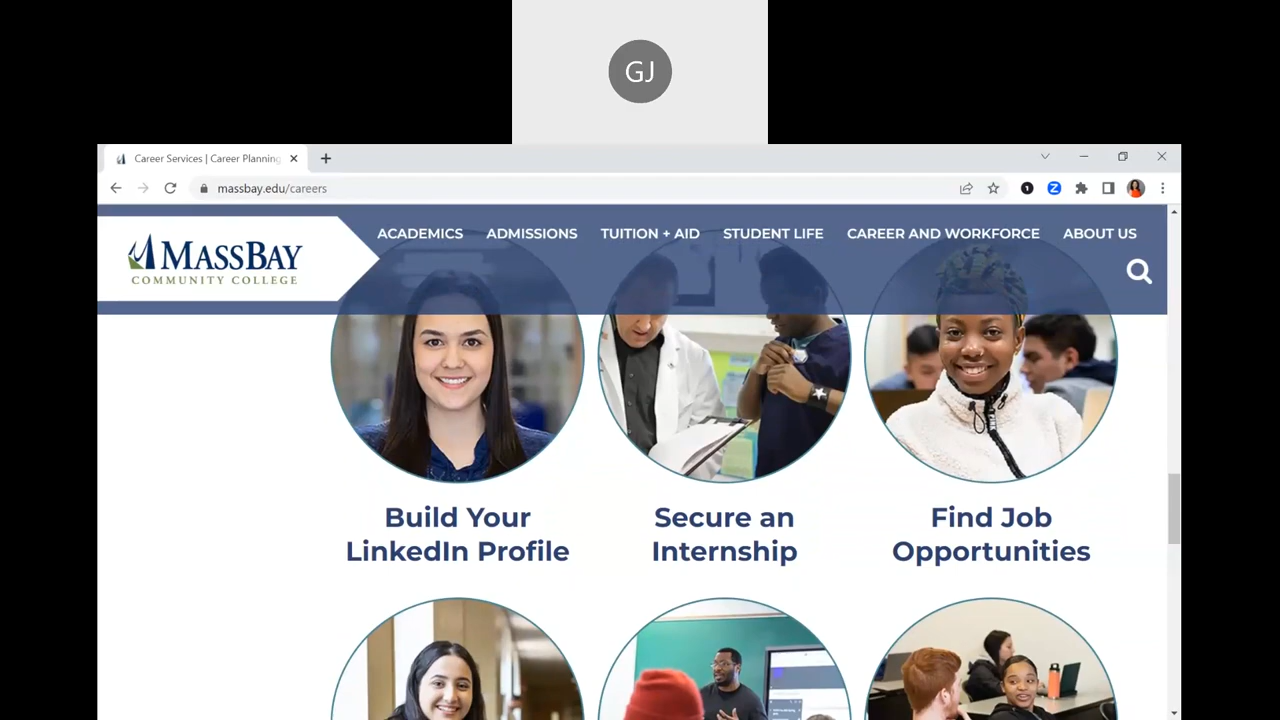 GJ
Career Services | Career Planning
massbay.edu/careers
ACADEMICS ADMISSIONS TUITION + AID STUDENT LIFE CAREER AND WORKFORCE ABOUT US
MASSBAY
COMMUNITY COLLEGE
Build Your
LinkedIn Profile
Secure an
Internship
Find Job
Opportunities